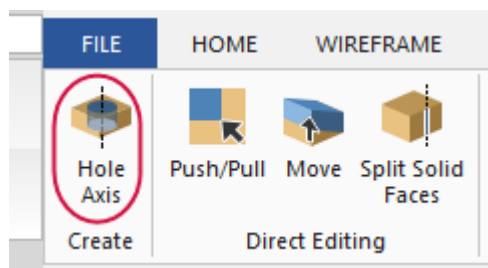 FILE HOME WIREFRAME
Hole Axis
Push/Pull
Move
Split Solid Faces
Create
Direct Editing